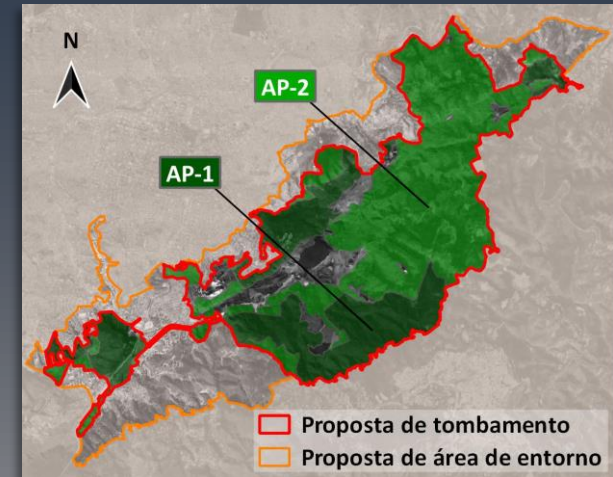 N
AP-2
AP-1
Proposta de tombamento
Proposta de área de entorno